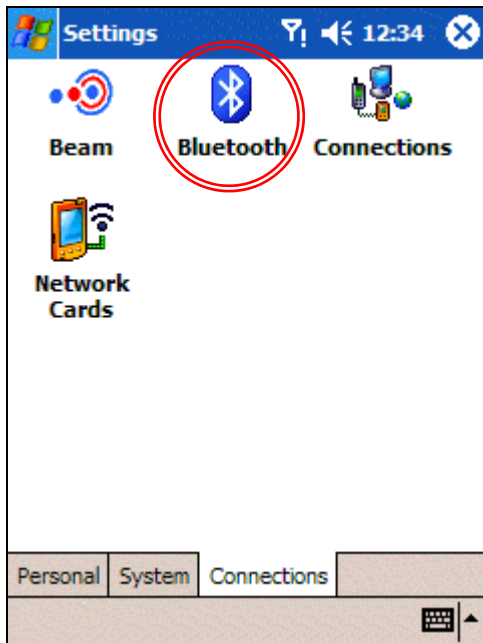 Settings 12:34
Beam Bluetooth Connections
Network
Cards
Personal System Connections